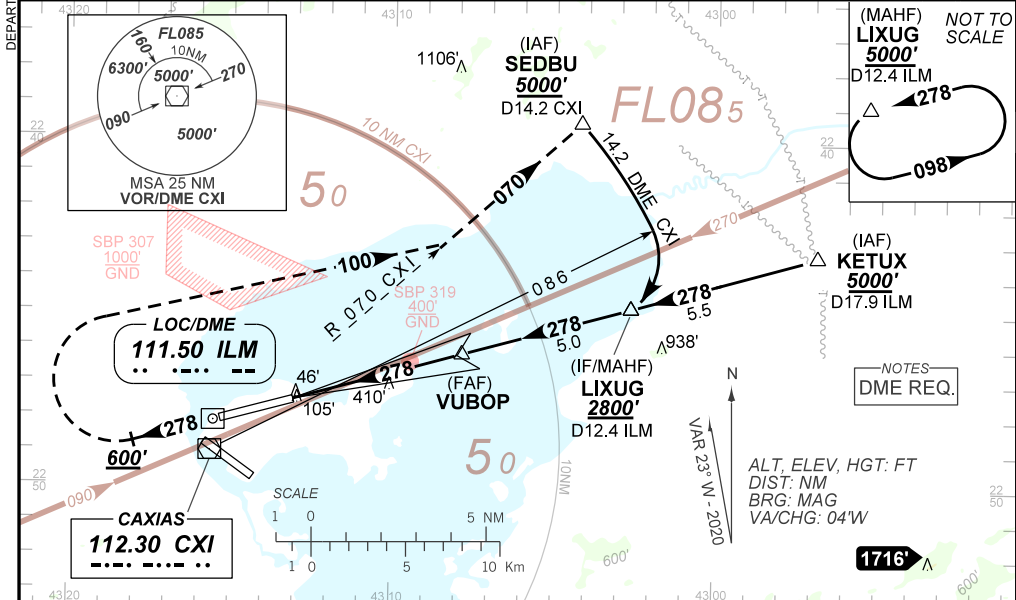 DEPART
43 20
43 10
43 00
FL085
160
10NM
6300'
5000'
270
090
5000'
MSA 25 NM
VOR/DME CXI
22
40
1106'
(IAF)
SEDBU
5000'
D14.2 CXI
FL085
(MAHF)
LIXUG
5000'
D12.4 ILM
NOT TO
SCALE
278
098
22
40
10 NM CXI
50
070
14.2 DME CXI
270
SBP 307
1000'
GND
100
R 070 CXI
SBP 319
400'
GND
086
(IAF)
KETUX
5000'
D17.9 ILM
278
5.5
278
5.0
938'
LOC/DME
111.50 ILM
·· ·–·· ––
46'
105'
410'
278
(FAF)
VUBOP
(IF/MAHF)
LIXUG
2800'
D12.4 ILM
NOTES
DME REQ.
N
VAR 23° W - 2020
278
600'
50
10NM
22
50
090
CAXIAS
112.30 CXI
–·–· –··– ··
SCALE
1 0 5 NM
1 0 5 10 Km
ALT, ELEV, HGT: FT
DIST: NM
BRG: MAG
VA/CHG: 04'W
22
50
600'
1716'
600'
43 20
43 10
43 00